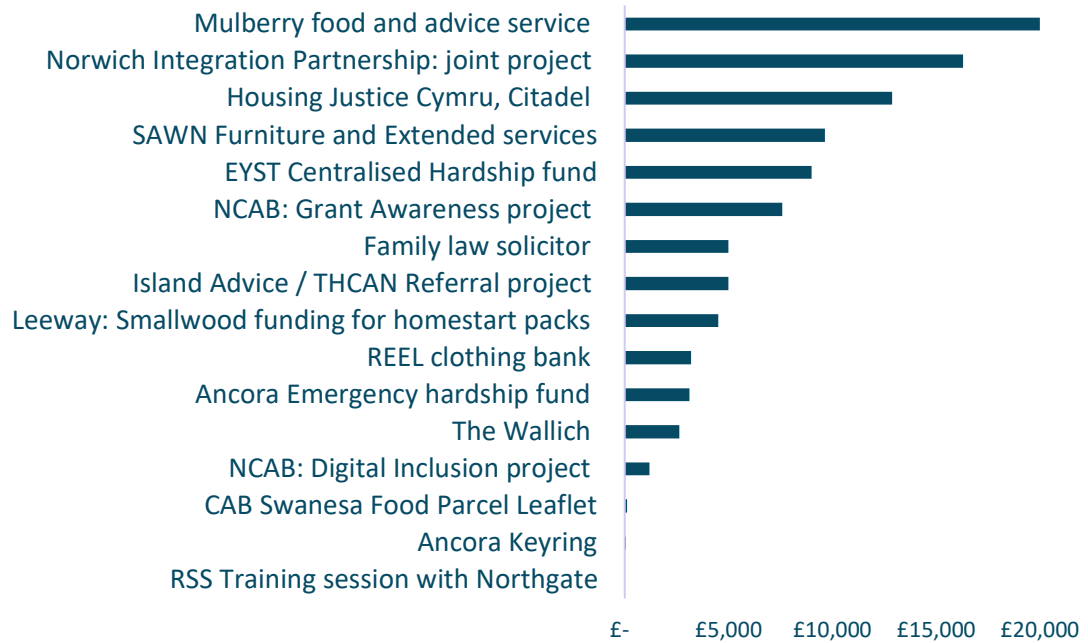 Mulberry food and advice service
Norwich Integration Partnership: joint project
Housing Justice Cymru, Citadel
SAWN Furniture and Extended services
EYST Centralised Hardship fund
NCAB: Grant Awareness project
Family law solicitor
Island Advice / THCAN Referral project
Leeway: Smallwood funding for homestart packs
REEL clothing bank
Ancora Emergency hardship fund
The Wallich
NCAB: Digital Inclusion project
CAB Swanesa Food Parcel Leaflet
Ancora Keyring
RSS Training session with Northgate
£- £5,000 £10,000 £15,000 £20,000